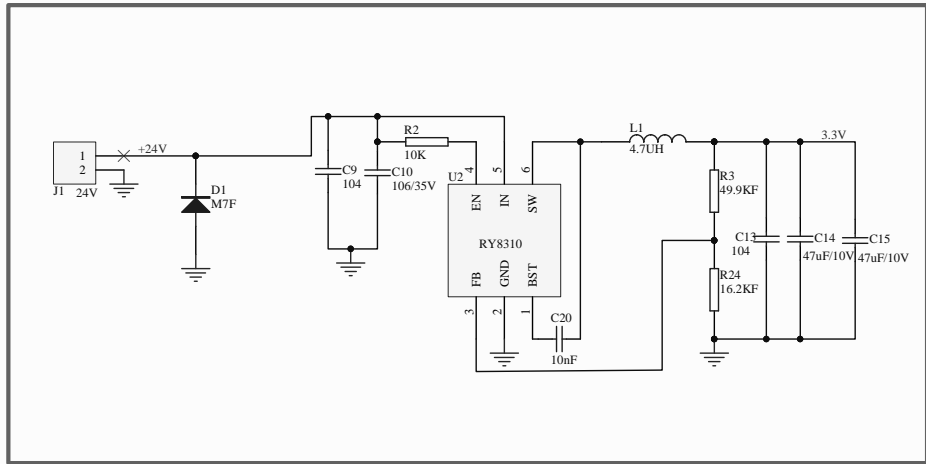 L1
4.7UH
3.3V
+24V
R2
10K
1
2
J1
24V
D1
M7F
C9
104
C10
106/35V
U2
4
5
6
EN
IN
SW
RY8310
FB
GND
BST
3
2
1
C20
10nF
R3
49.9KF
R24
16.2KF
C13
104
C14
47uF/10V
C15
47uF/10V